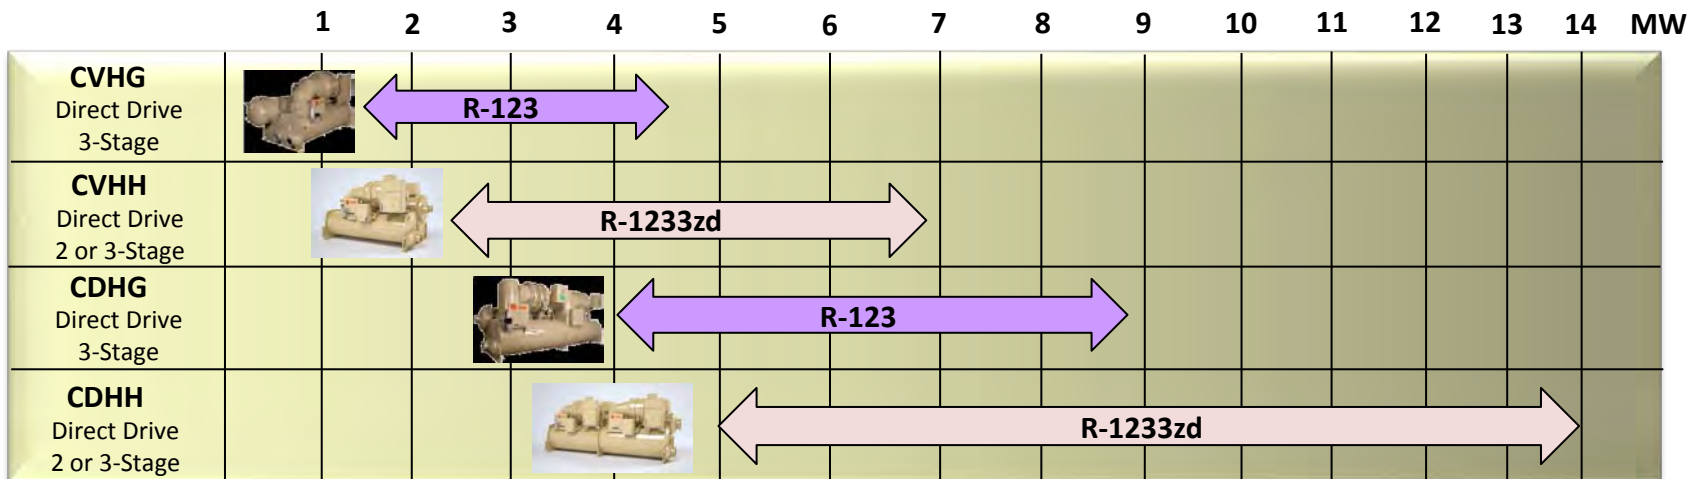 1 2 3 4 5 6 7 8 9 10 11 12 13 14 MW
CVHG
Direct Drive
3-Stage
R-123
CVHH
Direct Drive
2 or 3-Stage
R-1233zd
CDHG
Direct Drive
3-Stage
R-123
CDHH
Direct Drive
2 or 3-Stage
R-1233zd